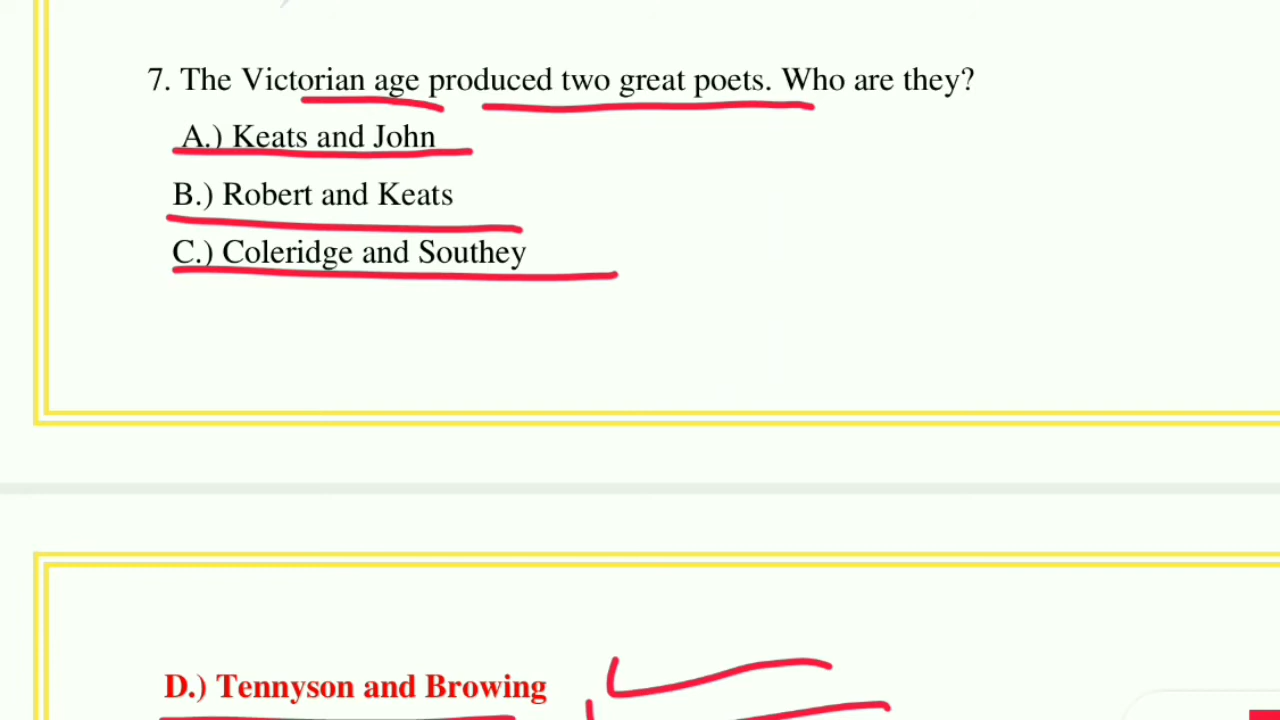 7. The Victorian age produced two great poets. Who are they?
A.) Keats and John
B.) Robert and Keats
C.) Coleridge and Southey
D.) Tennyson and Browing